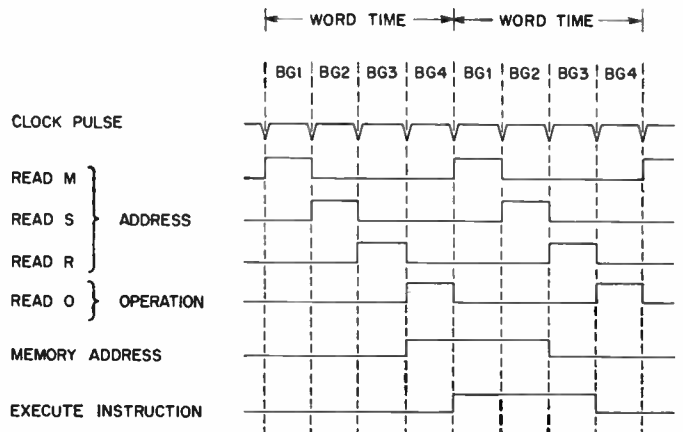 WORD TIME WORD TIME
BG1 BG2 BG3 BG4 BG1 BG2 BG3 BG4
CLOCK PULSE
READ M
READ S ADDRESS
READ R
READ O OPERATION
MEMORY ADDRESS
EXECUTE INSTRUCTION